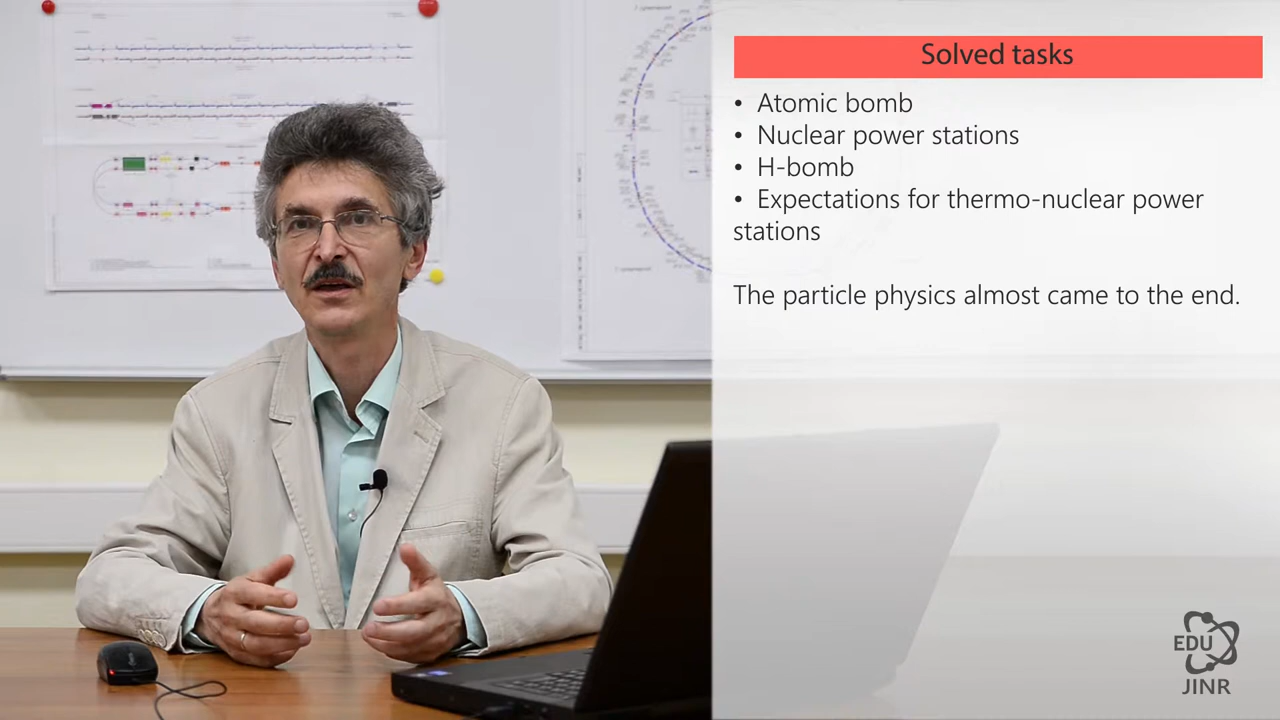 Solved tasks
• Atomic bomb
• Nuclear power stations
• H-bomb
• Expectations for thermo-nuclear power
stations
The particle physics almost came to the end.
EDU
JINR